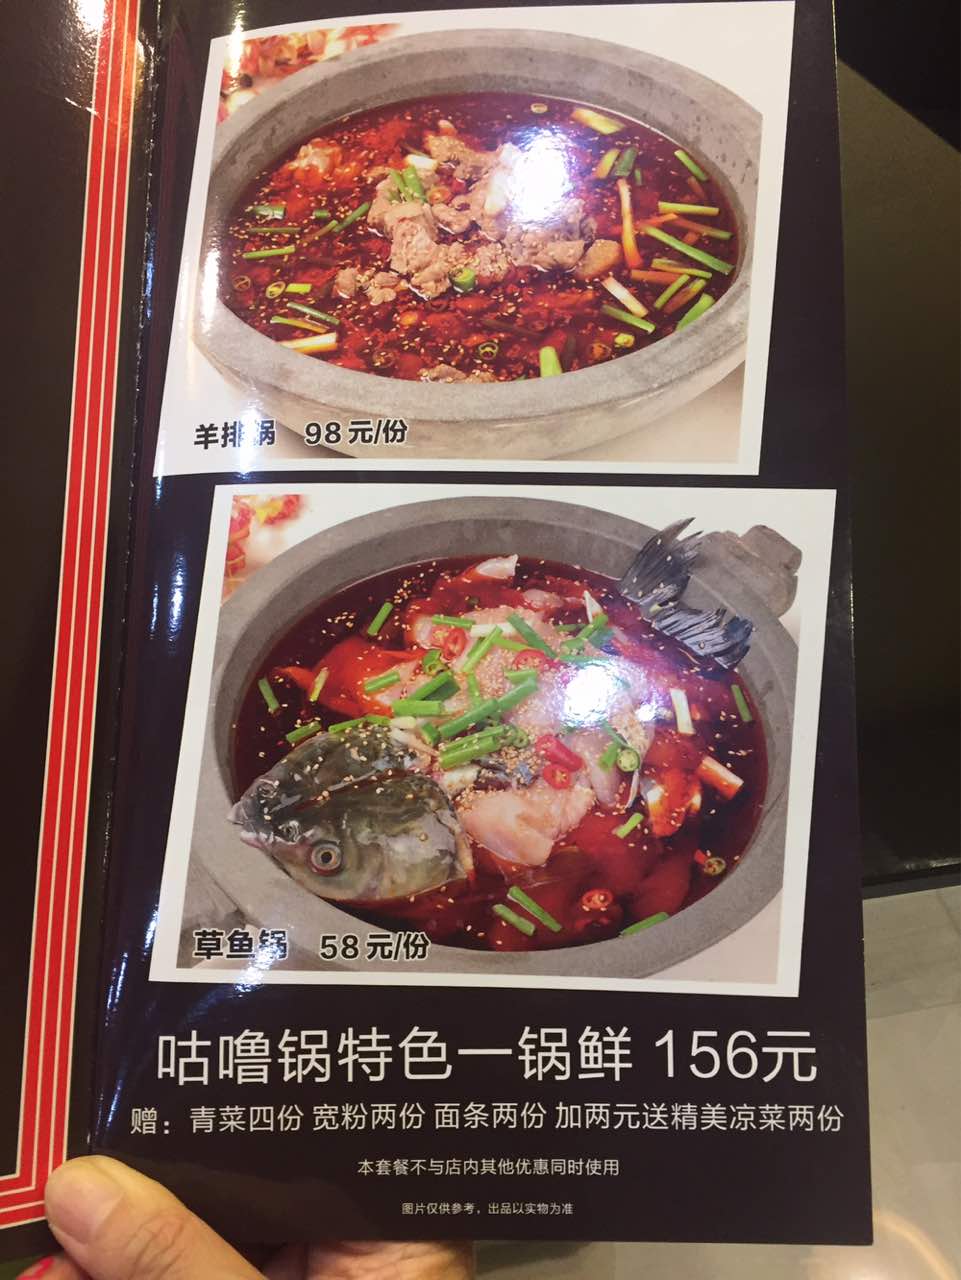 羊排锅 98元/份
草鱼锅 58元/份
咕噜锅特色一锅鲜 156元
赠：青菜四份 宽粉两份 面条两份 加两元送精美凉菜两份
本套餐不与店内其他优惠同时使用
图片仅供参考，出品以实物为准